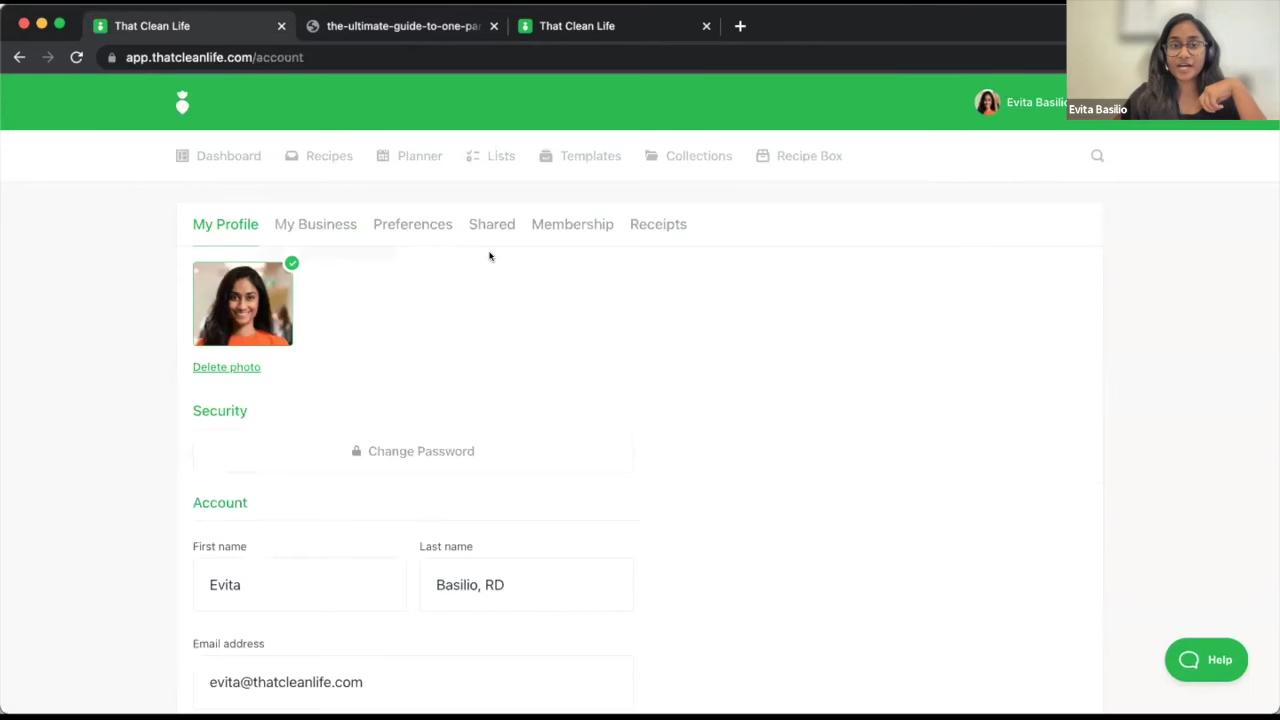 That Clean Life
the-ultimate-guide-to-one-pa
That Clean Life
app.thatcleanlife.com/account
Evita Basili
Evita Basilio
Dashboard
Recipes
Planner
Lists
Templates
Collections
Recipe Box
My Profile
My Business
Preferences
Shared
Membership
Receipts
Delete photo
Security
Change Password
Account
First name
Last name
Evita
Basilio, RD
Email address
evita@thatcleanlife.com
Help